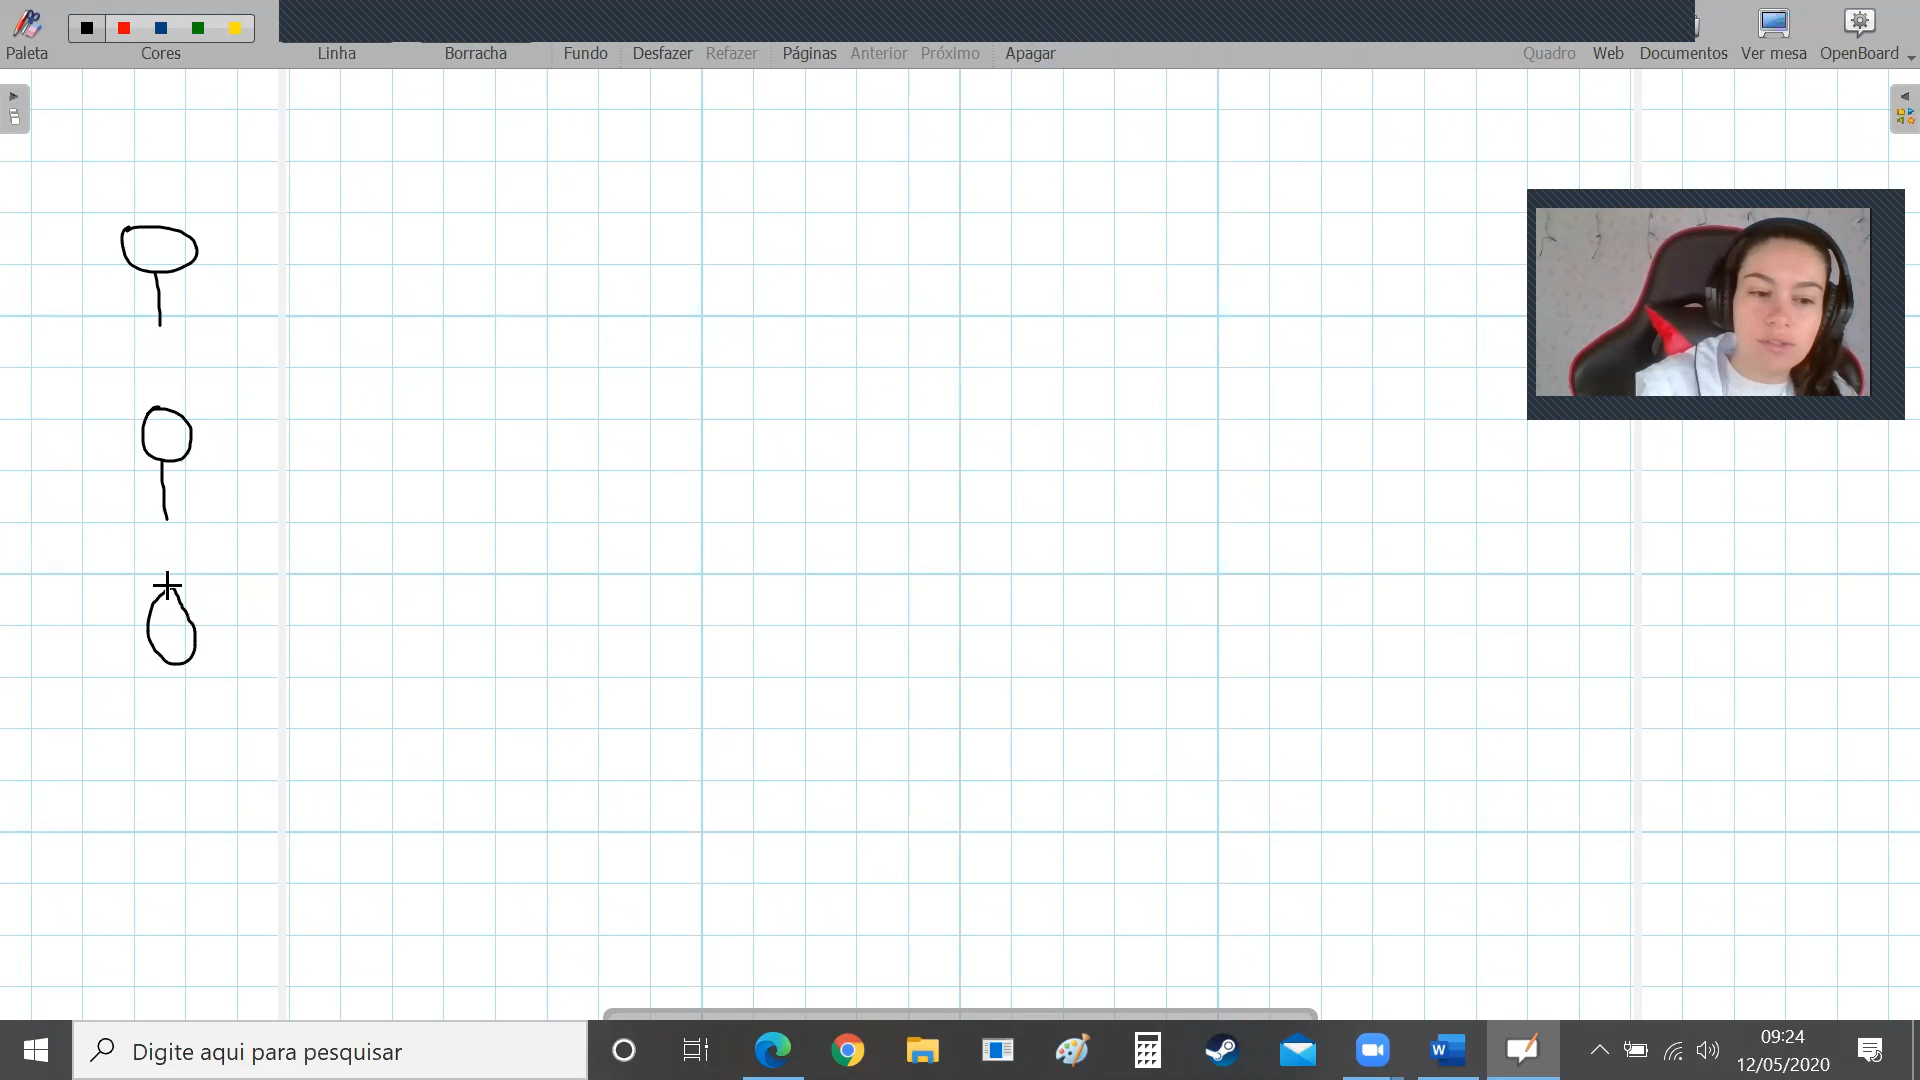 Paleta Cores Linha Borracha Fundo Desfazer Refazer Páginas Anterior Próximo Apagar Quadro Web Documentos Ver mesa OpenBoard
Digite aqui para pesquisar
W
09:24
12/05/2020